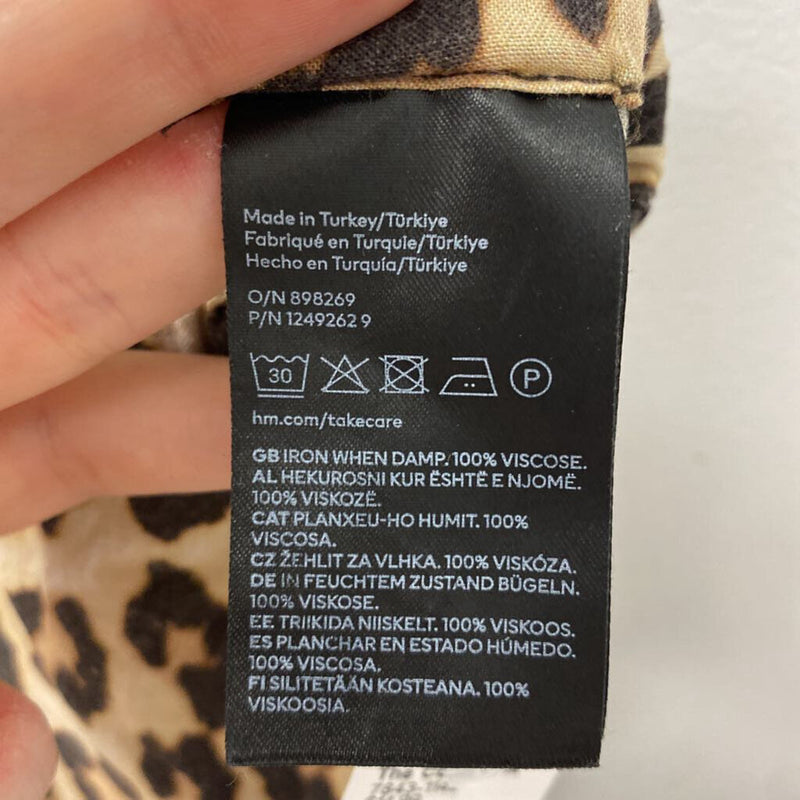 Made in Turkey/Türkiye
Fabriqué en Turquie/Türkiye
Hecho en Turquía/Türkiye
O/N 898269
P/N 1249262 9
30
P
hm.com/takecare
GB IRON WHEN DAMP. 100% VISCOSE.
AL HEKUROSNI KUR ËSHTË E NJOMË.
100% VISKOZË.
CAT PLANXEU-HO HUMIT. 100%
VISCOSA.
CZ ŽEHLIT ZA VLHKA. 100% VISKÓZA.
DE IN FEUCHTEM ZUSTAND BÜGELN.
100% VISKOSE.
EE TRIIKIDA NIISKELT. 100% VISKOOS.
ES PLANCHAR EN ESTADO HÚMEDO.
100% VISCOSA.
FI SILITETÄÄN KOSTEANA. 100%
VISKOOSIA.